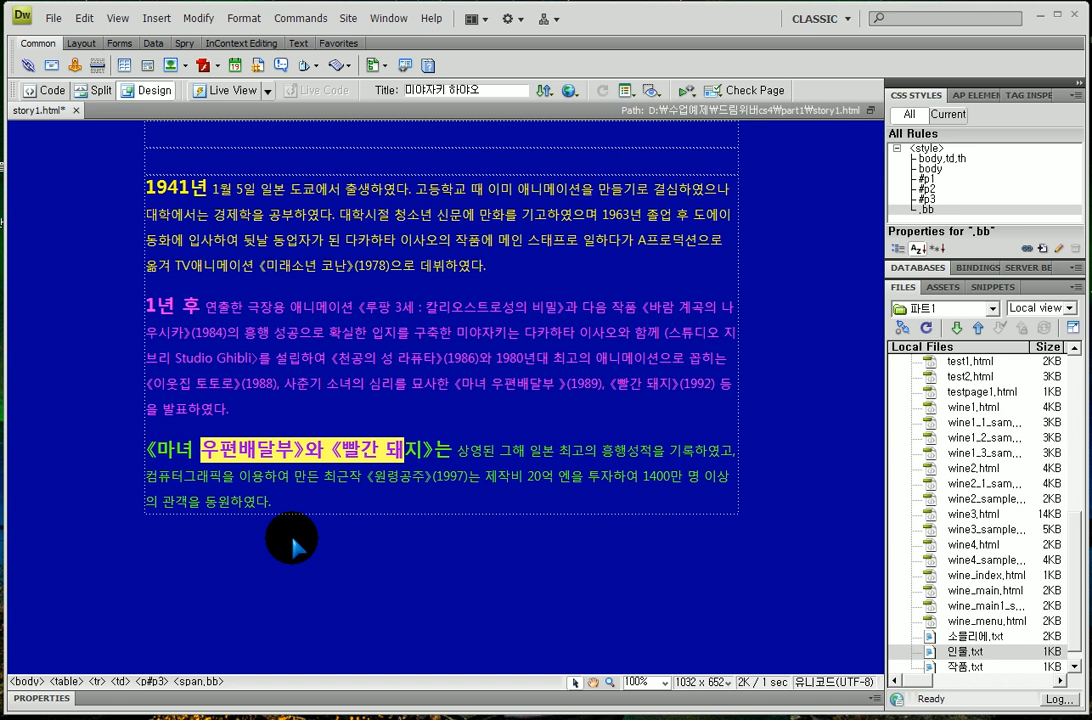 Dw File Edit View Insert Modify Format Commands Site Window Help CLASSIC
Common Layout Forms Data Spry InContext Editing Text Favorites
Code Split Design Live View Live Code Title: 미야자키 하야오 Check Page
story1.html* Path: D:₩수업예제₩드림위버cs4₩part1₩story1.html
1941년 1월 5일 일본 도쿄에서 출생하였다. 고등학교 때 이미 애니메이션을 만들기로 결심하였으나
대학에서는 경제학을 공부하였다. 대학시절 청소년 신문에 만화를 기고하였으며 1963년 졸업 후 도에이
동화에 입사하여 뒷날 동업자가 된 다카하타 이사오의 작품에 메인 스태프로 일하다가 A프로덕션으로
옮겨 TV애니메이션 《미래소년 코난》(1978)으로 데뷔하였다.
1년 후 연출한 극장용 애니메이션 《루팡 3세 : 칼리오스트로성의 비밀》과 다음 작품 《바람 계곡의 나
우시카》(1984)의 흥행 성공으로 확실한 입지를 구축한 미야자키는 다카하타 이사오와 함께 〈스튜디오 지
브리 Studio Ghibli〉를 설립하여 《천공의 성 라퓨타》(1986)와 1980년대 최고의 애니메이션으로 꼽히는
《이웃집 토토로》(1988), 사춘기 소녀의 심리를 묘사한 《마녀 우편배달부 》(1989), 《빨간 돼지》(1992) 등
을 발표하였다.
《마녀 우편배달부》와 《빨간 돼지》는 상영된 그해 일본 최고의 흥행성적을 기록하였고,
컴퓨터그래픽을 이용하여 만든 최근작 《원령공주》(1997)는 제작비 20억 엔을 투자하여 1400만 명 이상
의 관객을 동원하였다.
<body> <table> <tr> <td> <p#p3> <span.bb> 100% 1032 x 652 2K / 1 sec 유니코드(UTF-8)
PROPERTIES
CSS STYLES AP ELEMEN TAG INSPE
All Current
All Rules
<style>
body,td,th
body
#p1
#p2
#p3
.bb
Properties for ".bb"
DATABASES BINDINGS SERVER BE
FILES ASSETS SNIPPETS
파트1 Local view
Local Files Size
test1.html 2KB
test2.html 3KB
testpage1.html 1KB
wine1.html 4KB
wine1_1_sam... 4KB
wine1_2_sam... 3KB
wine1_3_sam... 3KB
wine2.html 4KB
wine2_1_sam... 4KB
wine2_sample... 4KB
wine3.html 14KB
wine3_sample... 5KB
wine4.html 4KB
wine4_sample... 4KB
wine_index.html 1KB
wine_main.html 1KB
wine_main1_s... 1KB
wine_menu.html 1KB
소믈리에.txt 2KB
인물.txt 1KB
작품.txt 1KB
Ready Log...